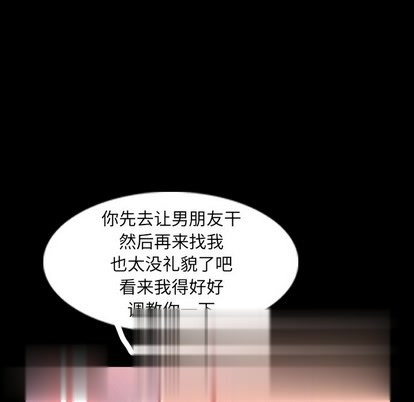 你先去让男朋友干
然后再来找我
也太没礼貌了吧
看来我得好好
调教你一下